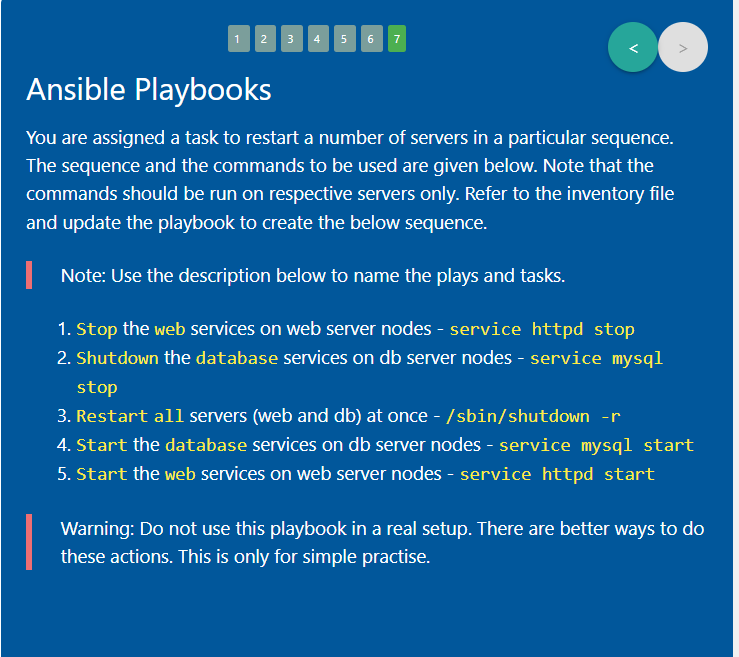 1 2 3 4 5 6 7
< >
Ansible Playbooks
You are assigned a task to restart a number of servers in a particular sequence.
The sequence and the commands to be used are given below. Note that the
commands should be run on respective servers only. Refer to the inventory file
and update the playbook to create the below sequence.
Note: Use the description below to name the plays and tasks.
1. Stop the web services on web server nodes - service httpd stop
2. Shutdown the database services on db server nodes - service mysql
stop
3. Restart all servers (web and db) at once - /sbin/shutdown -r
4. Start the database services on db server nodes - service mysql start
5. Start the web services on web server nodes - service httpd start
Warning: Do not use this playbook in a real setup. There are better ways to do
these actions. This is only for simple practise.